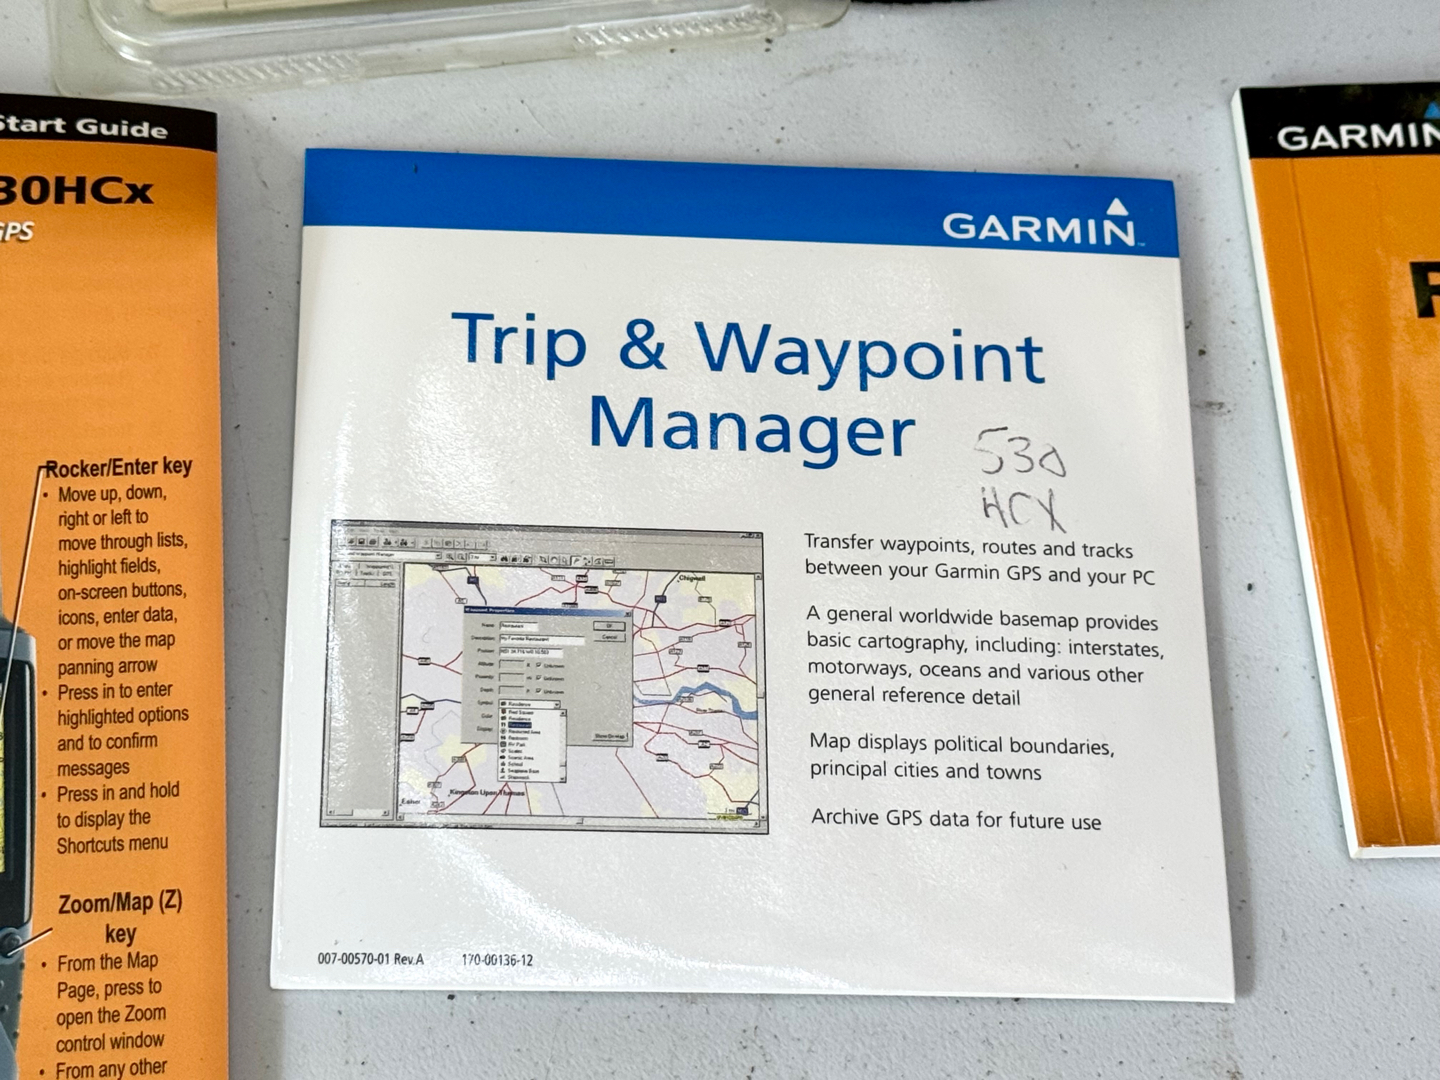 Start Guide
30HCx
GPS
Rocker/Enter key
• Move up, down,
right or left to
move through lists,
highlight fields,
on-screen buttons,
icons, enter data,
or move the map
panning arrow
• Press in to enter
highlighted options
and to confirm
messages
• Press in and hold
to display the
Shortcuts menu
Zoom/Map (Z)
key
• From the Map
Page, press to
open the Zoom
control window
• From any other
GARMIN
Trip & Waypoint
Manager
530
HCX
Waypoint Properties
Chigwell
Kingston Upon Thames
Transfer waypoints, routes and tracks
between your Garmin GPS and your PC
A general worldwide basemap provides
basic cartography, including: interstates,
motorways, oceans and various other
general reference detail
Map displays political boundaries,
principal cities and towns
Archive GPS data for future use
007-00570-01 Rev.A 170-00136-12
GARMIN